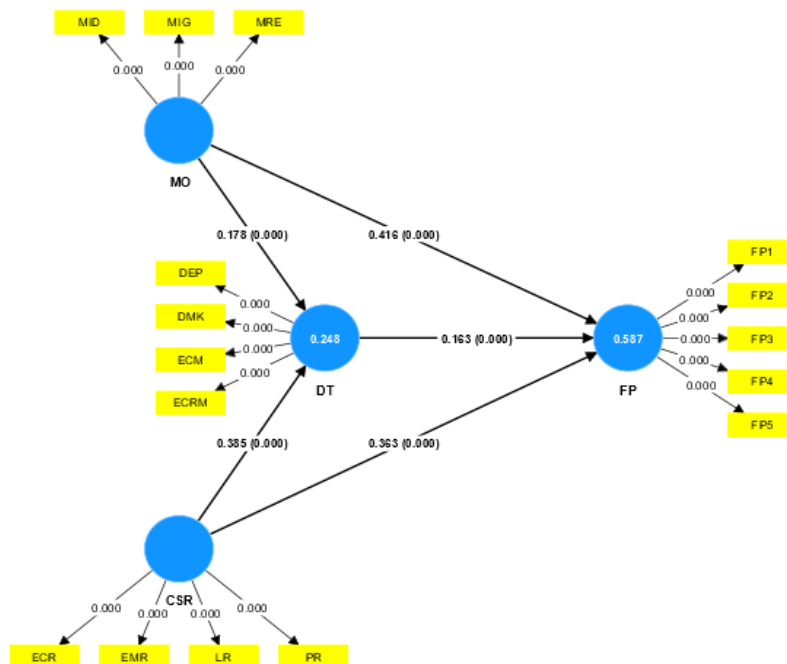 MID MIG MRE
0.000 0.000 0.000
MO
0.178 (0.000) 0.416 (0.000)
DEP
DMK
ECM
ECRM
0.000
0.000
0.000
0.000
0.248
DT
0.163 (0.000)
0.587
FP
0.000
0.000
0.000
0.000
0.000
FP1
FP2
FP3
FP4
FP5
0.385 (0.000) 0.363 (0.000)
CSR
0.000 0.000 0.000 0.000
ECR EMR LR PR